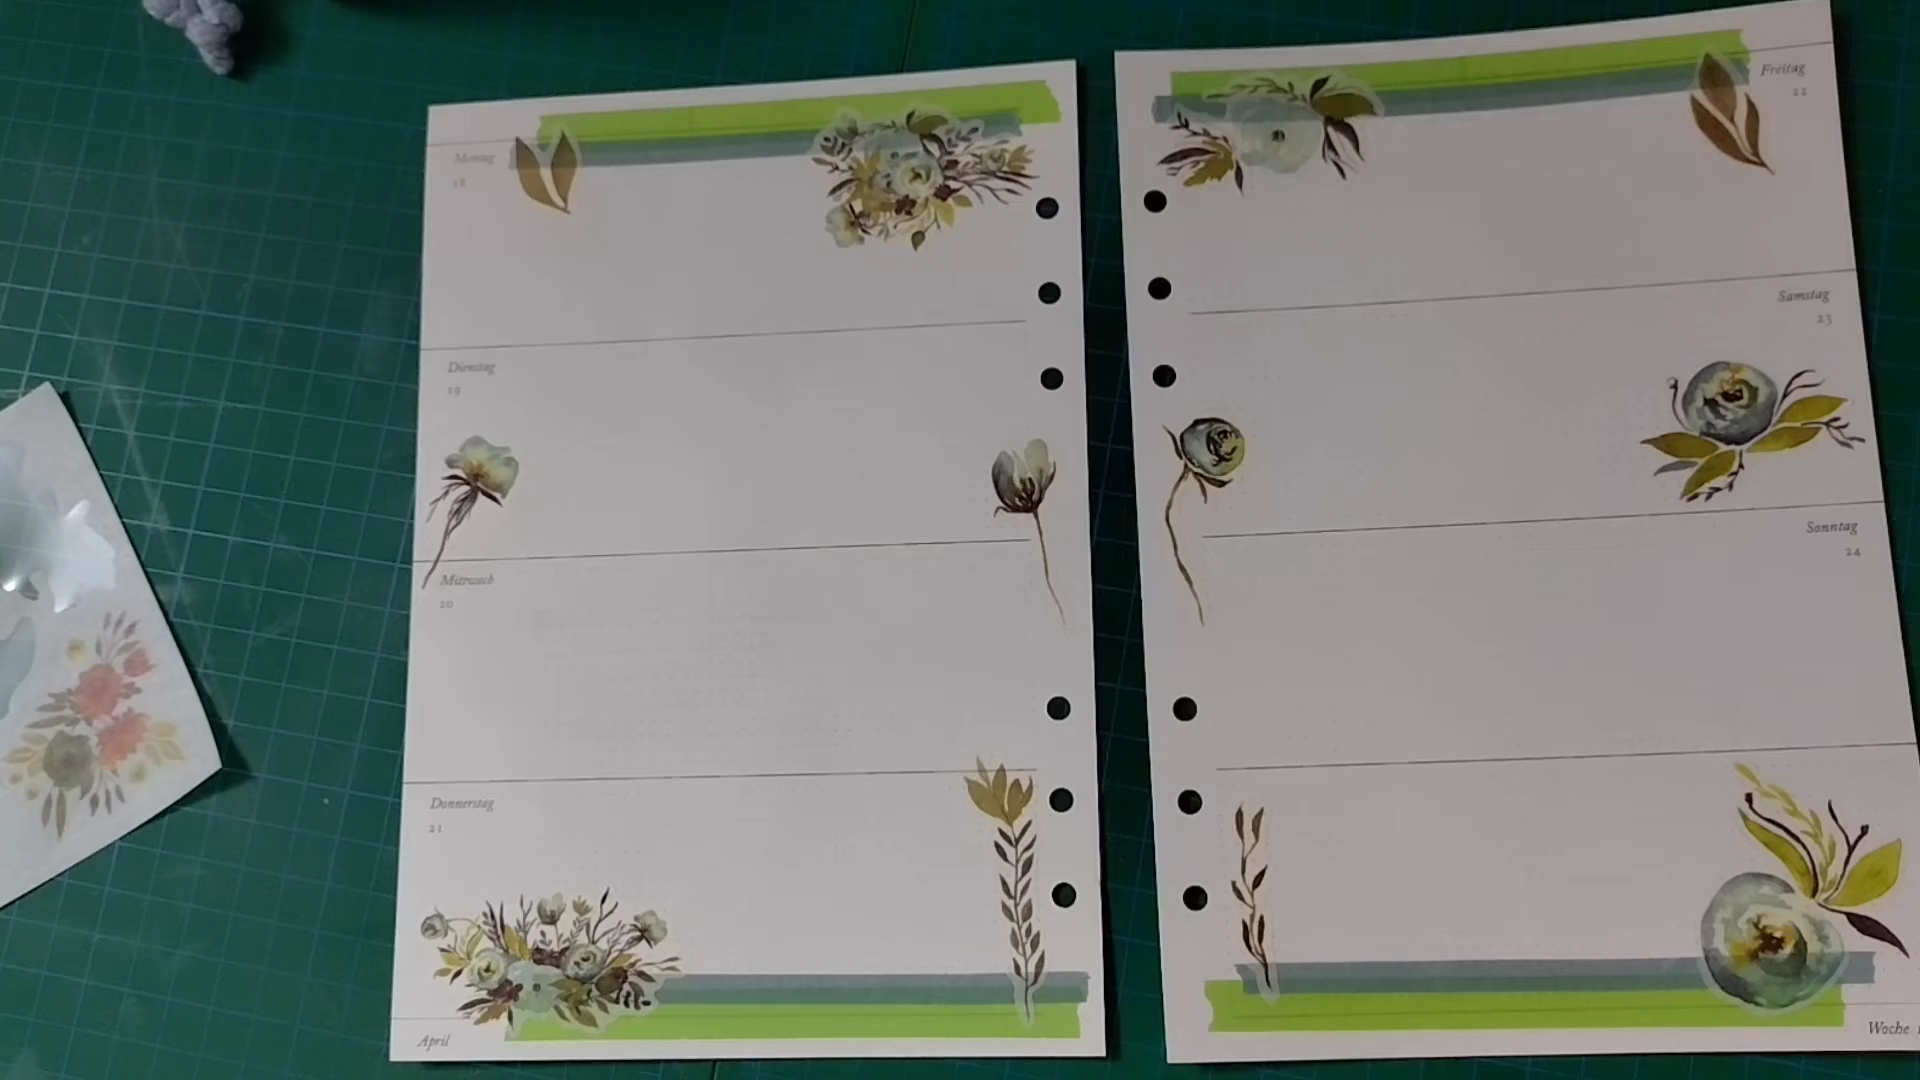 Montag
18
Dienstag
19
Mittwoch
20
Donnerstag
21
April
Freitag
22
Samstag
23
Sonntag
24
Woche